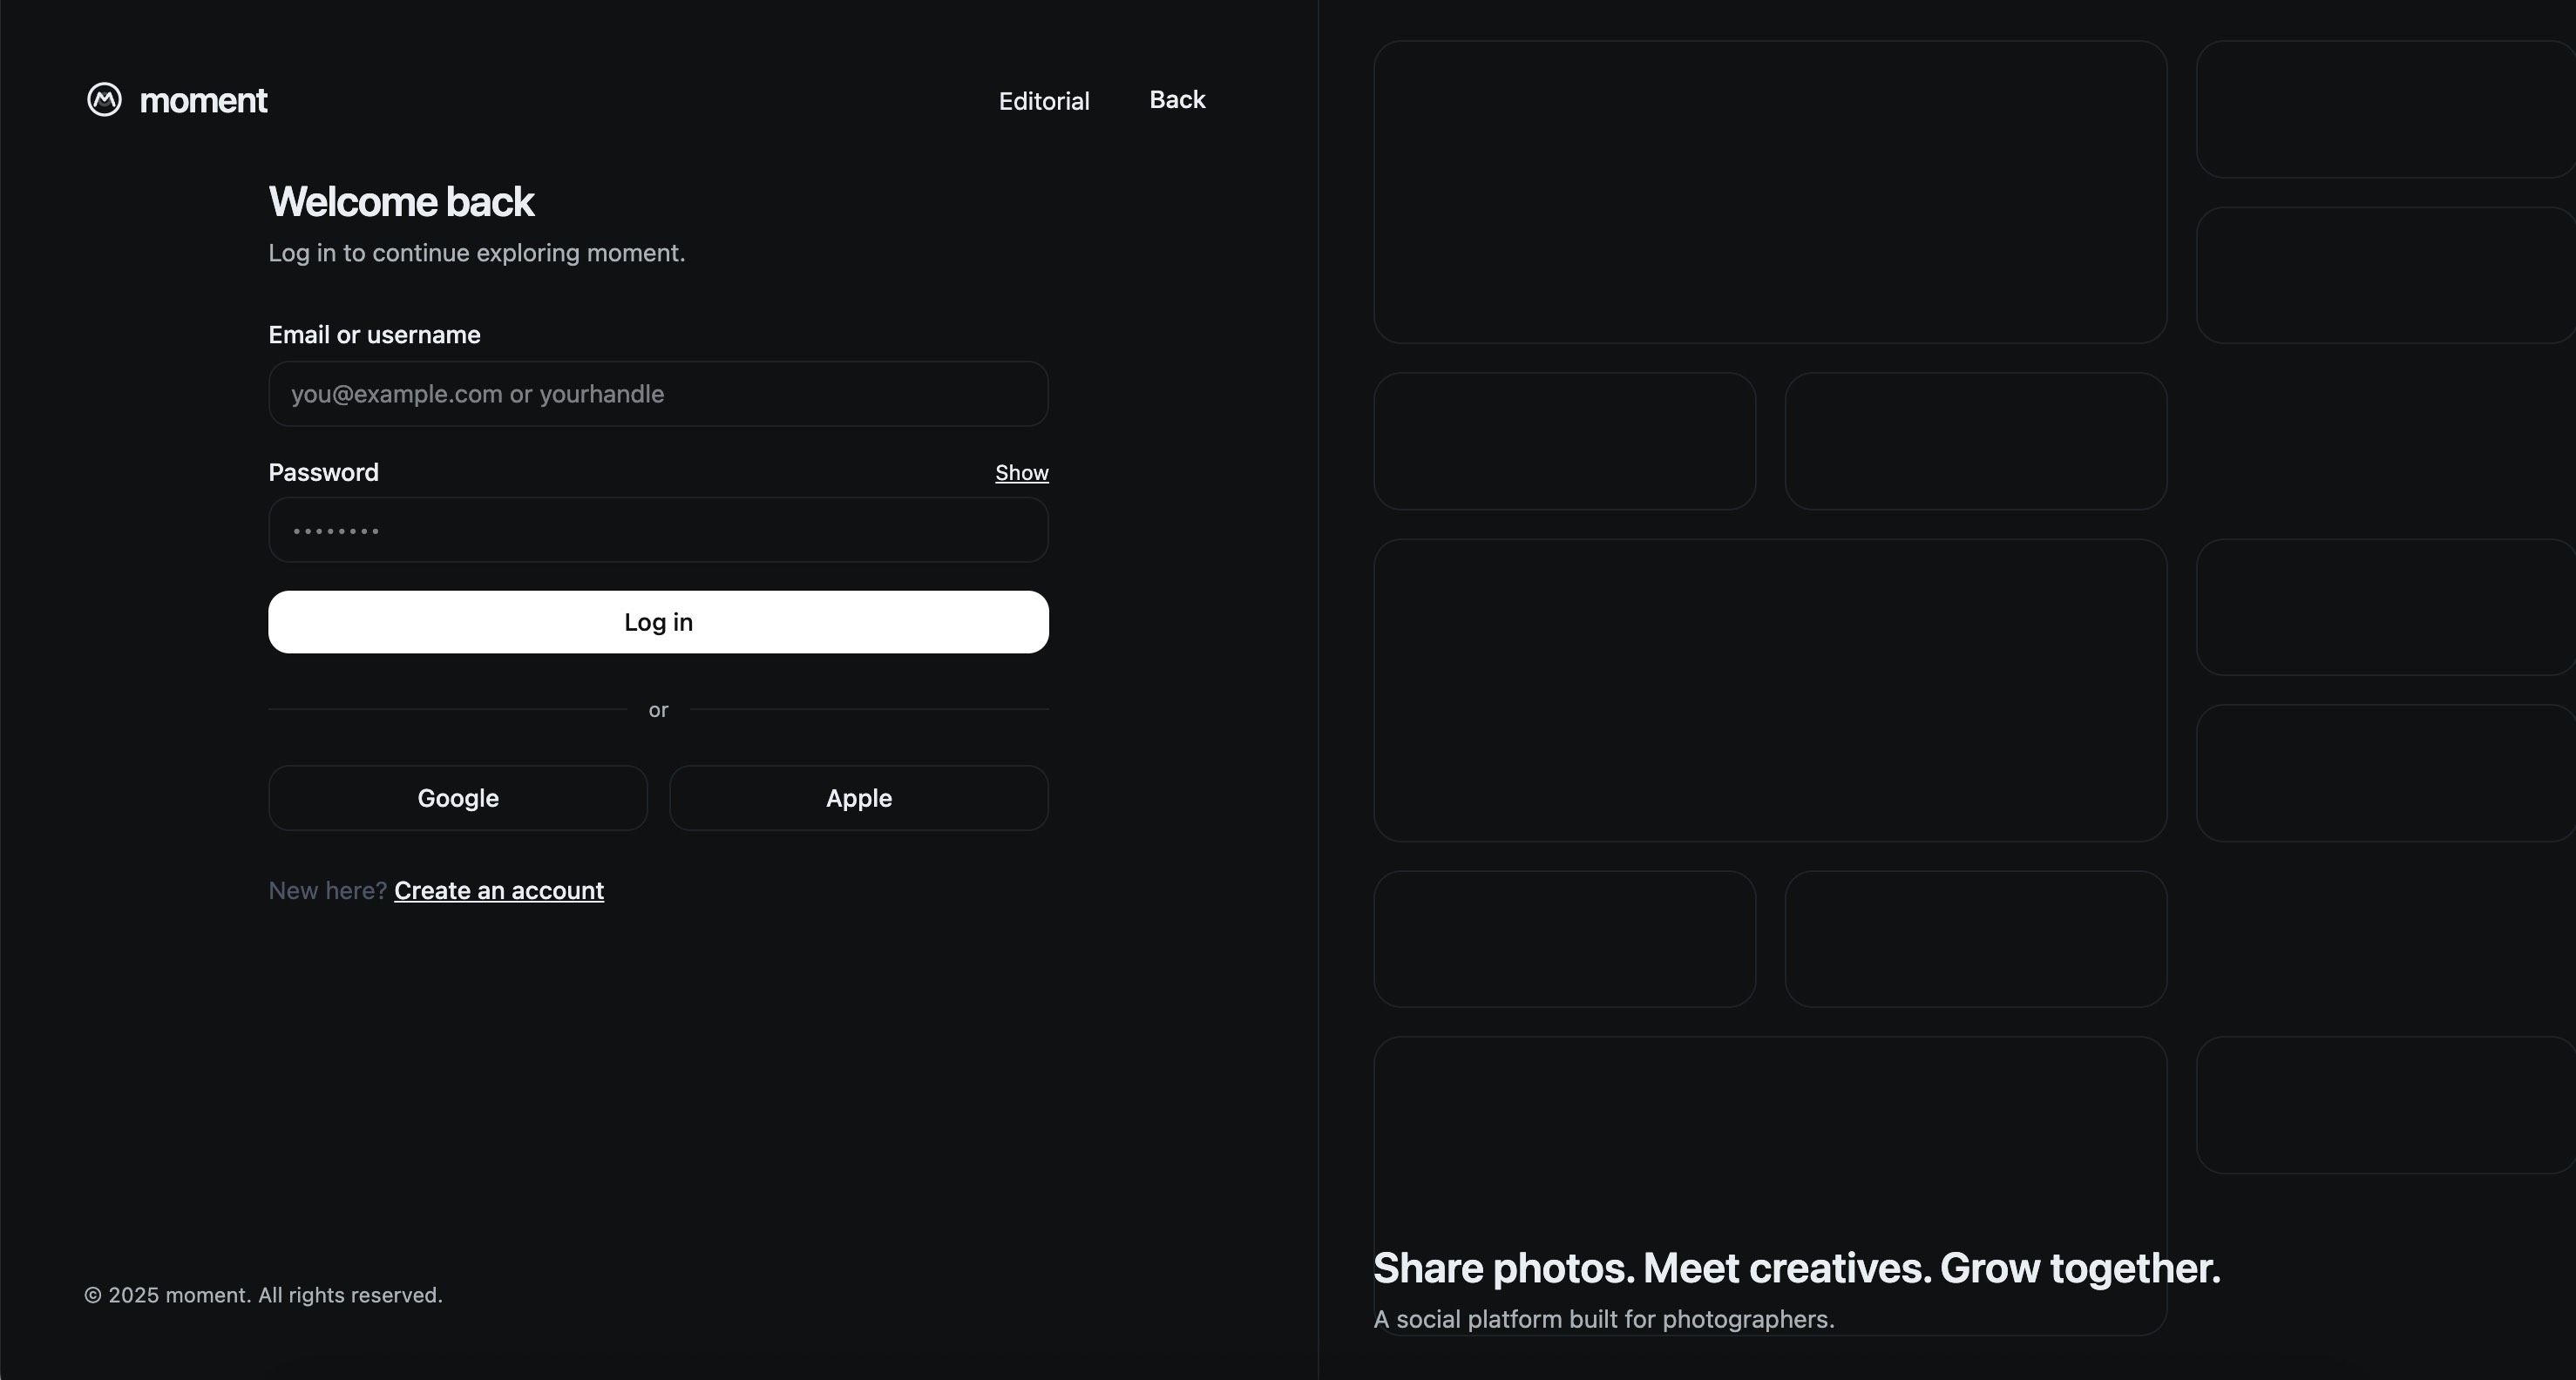 moment
Editorial
Back
Welcome back
Log in to continue exploring moment.
Email or username
you@example.com or yourhandle
Password
Show
••••••••
Log in
or
Google
Apple
New here? Create an account
© 2025 moment. All rights reserved.
Share photos. Meet creatives. Grow together.
A social platform built for photographers.